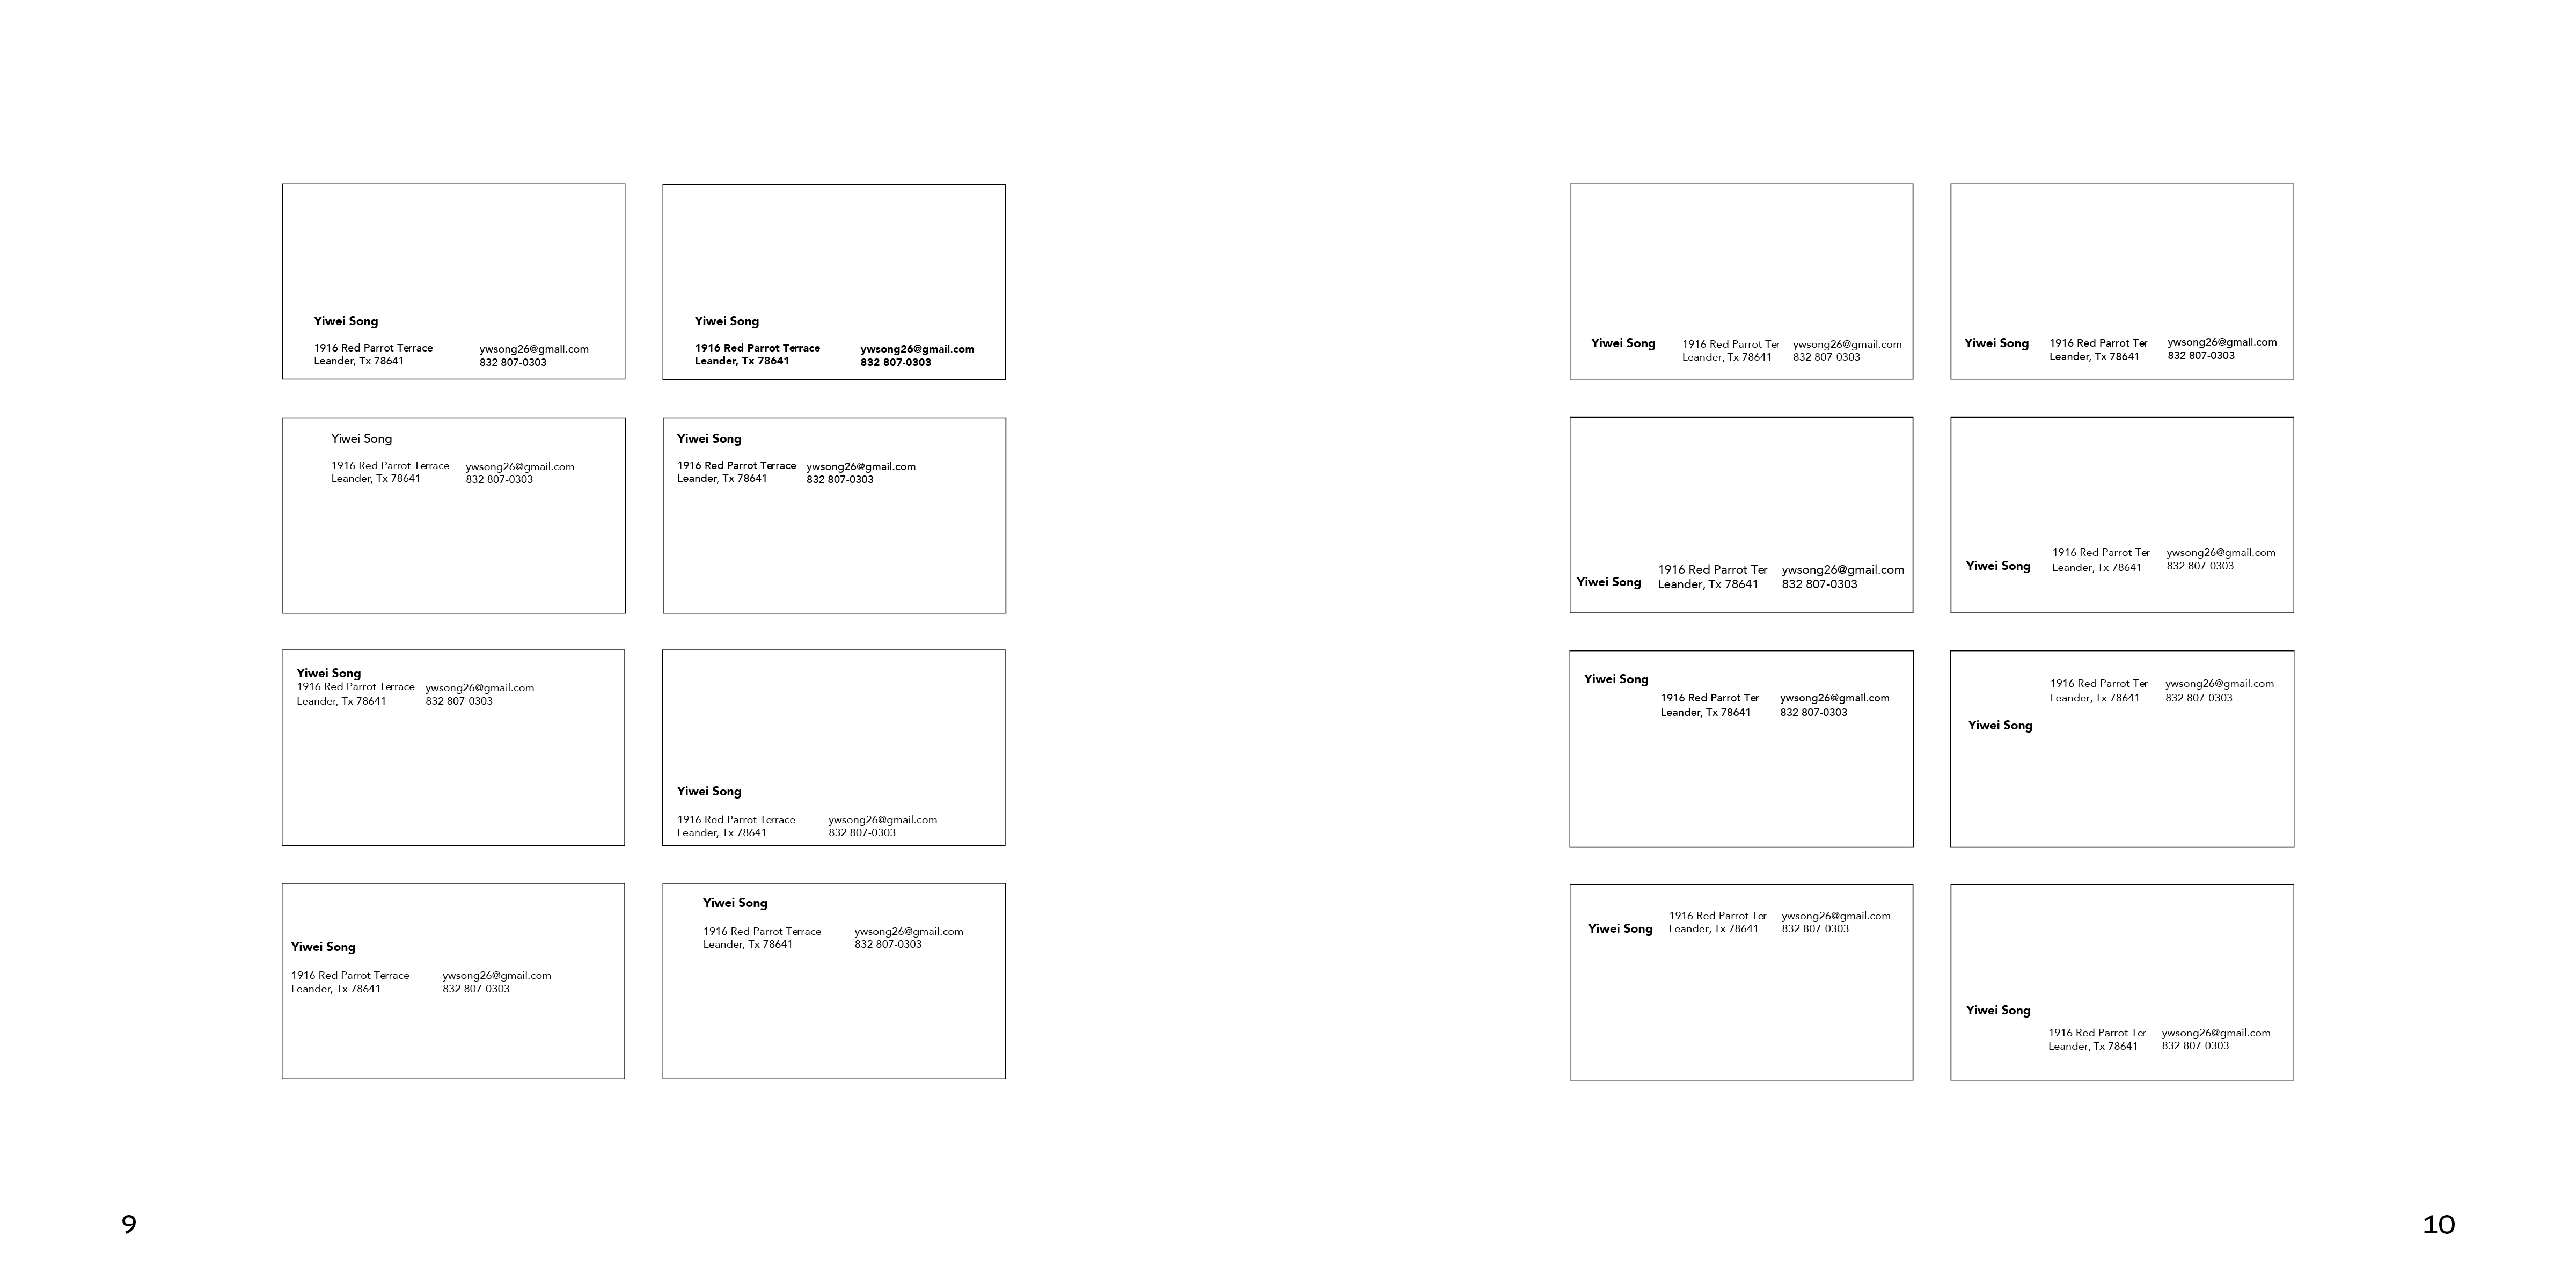 Yiwei Song
1916 Red Parrot Terrace
Leander, Tx 78641
ywsong26@gmail.com
832 807-0303
Yiwei Song
1916 Red Parrot Terrace
Leander, Tx 78641
ywsong26@gmail.com
832 807-0303
Yiwei Song
1916 Red Parrot Terrace
Leander, Tx 78641
ywsong26@gmail.com
832 807-0303
Yiwei Song
1916 Red Parrot Terrace
Leander, Tx 78641
ywsong26@gmail.com
832 807-0303
Yiwei Song
1916 Red Parrot Terrace
Leander, Tx 78641
ywsong26@gmail.com
832 807-0303
Yiwei Song
1916 Red Parrot Terrace
Leander, Tx 78641
ywsong26@gmail.com
832 807-0303
Yiwei Song
1916 Red Parrot Terrace
Leander, Tx 78641
ywsong26@gmail.com
832 807-0303
Yiwei Song
1916 Red Parrot Terrace
Leander, Tx 78641
ywsong26@gmail.com
832 807-0303
9
Yiwei Song
1916 Red Parrot Ter
Leander, Tx 78641
ywsong26@gmail.com
832 807-0303
Yiwei Song
1916 Red Parrot Ter
Leander, Tx 78641
ywsong26@gmail.com
832 807-0303
Yiwei Song
1916 Red Parrot Ter
Leander, Tx 78641
ywsong26@gmail.com
832 807-0303
Yiwei Song
1916 Red Parrot Ter
Leander, Tx 78641
ywsong26@gmail.com
832 807-0303
Yiwei Song
1916 Red Parrot Ter
Leander, Tx 78641
ywsong26@gmail.com
832 807-0303
1916 Red Parrot Ter
Leander, Tx 78641
ywsong26@gmail.com
832 807-0303
Yiwei Song
Yiwei Song
1916 Red Parrot Ter
Leander, Tx 78641
ywsong26@gmail.com
832 807-0303
Yiwei Song
1916 Red Parrot Ter
Leander, Tx 78641
ywsong26@gmail.com
832 807-0303
10